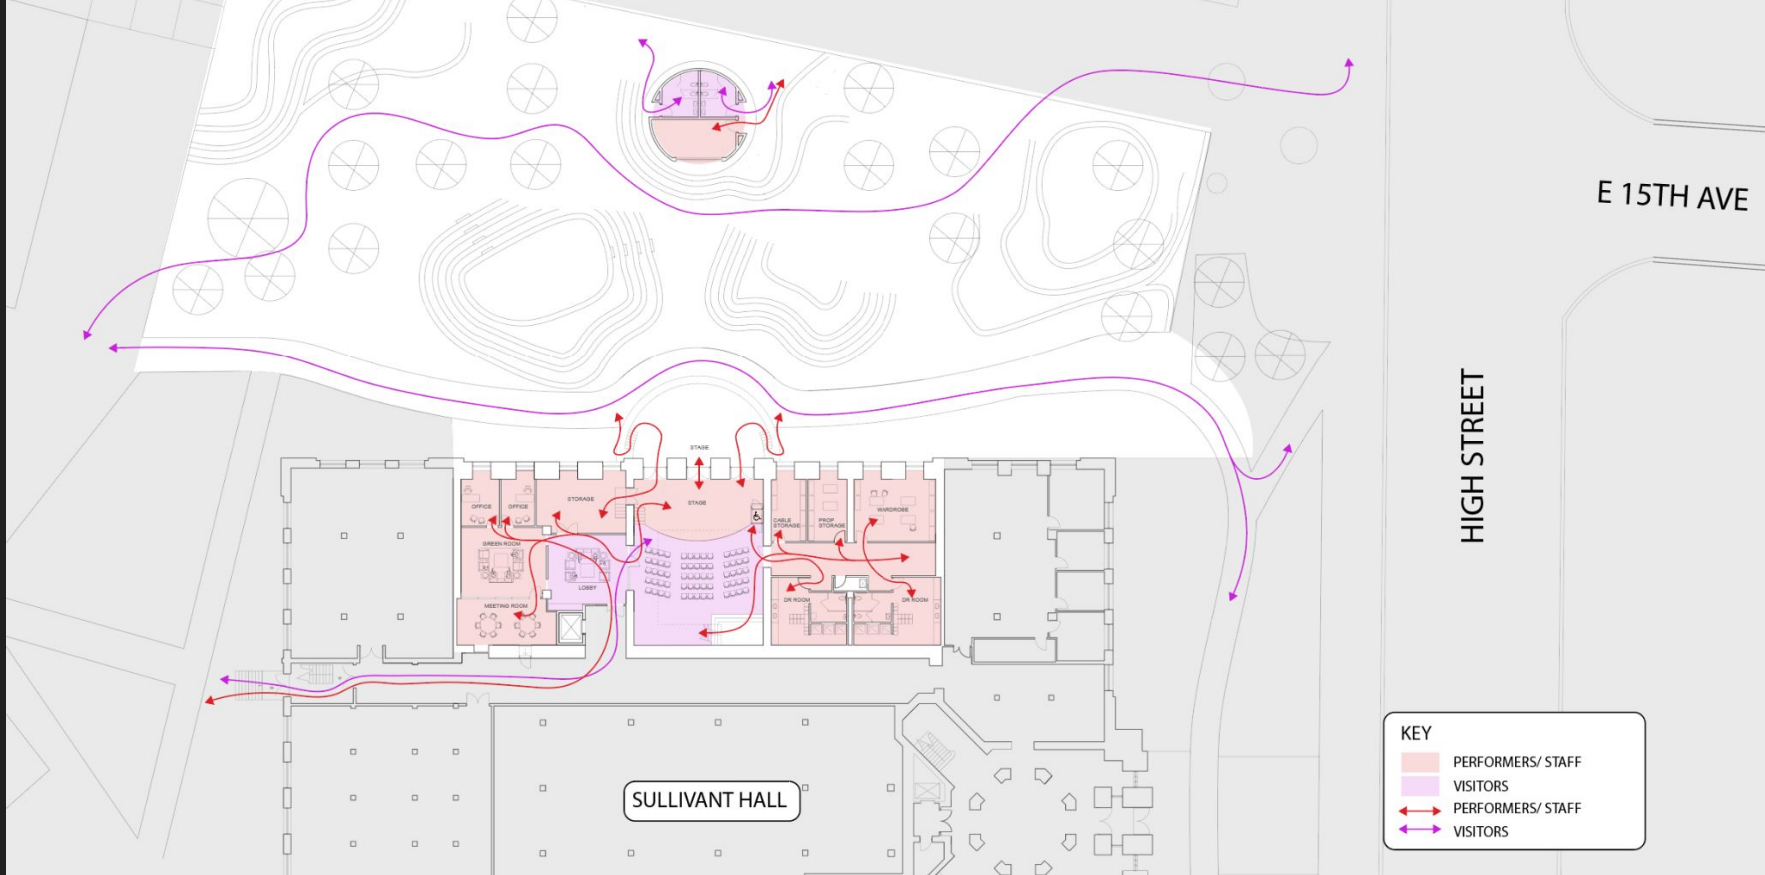 E 15TH AVE
HIGH STREET
STAGE
STAGE
STORAGE
OFFICE
OFFICE
GREEN ROOM
LOBBY
MEETING ROOM
CABLE
STORAGE
PROP
STORAGE
WARDROBE
DR ROOM
DR ROOM
SULLIVANT HALL
KEY
PERFORMERS/ STAFF
VISITORS
PERFORMERS/ STAFF
VISITORS